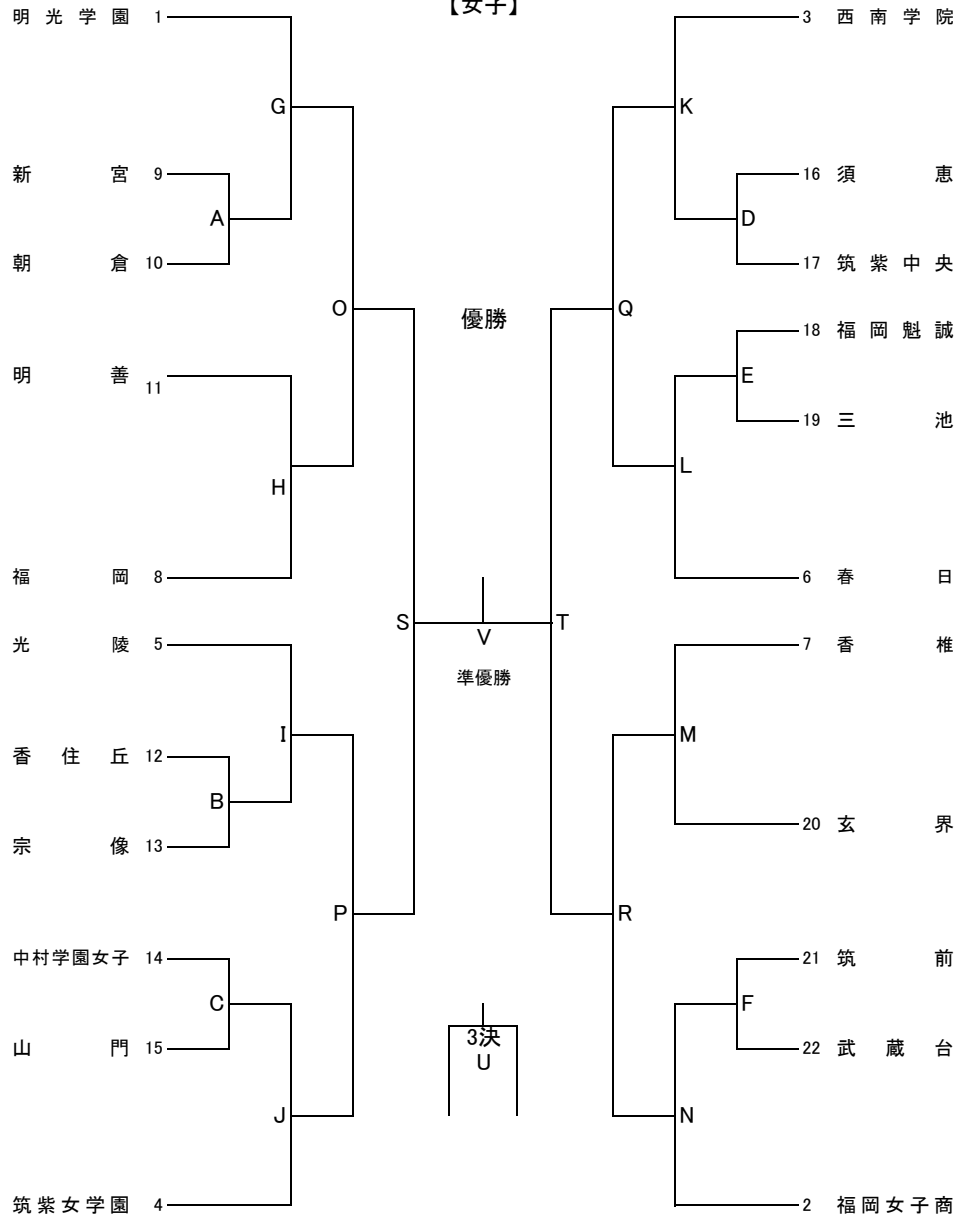 【女子】
明光学園 1
3 西南学院
G
K
新宮 9
16 須恵
A
D
朝倉 10
17 筑紫中央
O
優勝
Q
18 福岡魁誠
明善 11
E
19 三池
H
L
福岡 8
6 春日
S
V
T
光陵 5
7 香椎
準優勝
I
M
香住丘 12
B
20 玄界
宗像 13
P
R
中村学園女子 14
21 筑前
C
F
3決
山門 15
22 武蔵台
U
J
N
筑紫女学園 4
2 福岡女子商